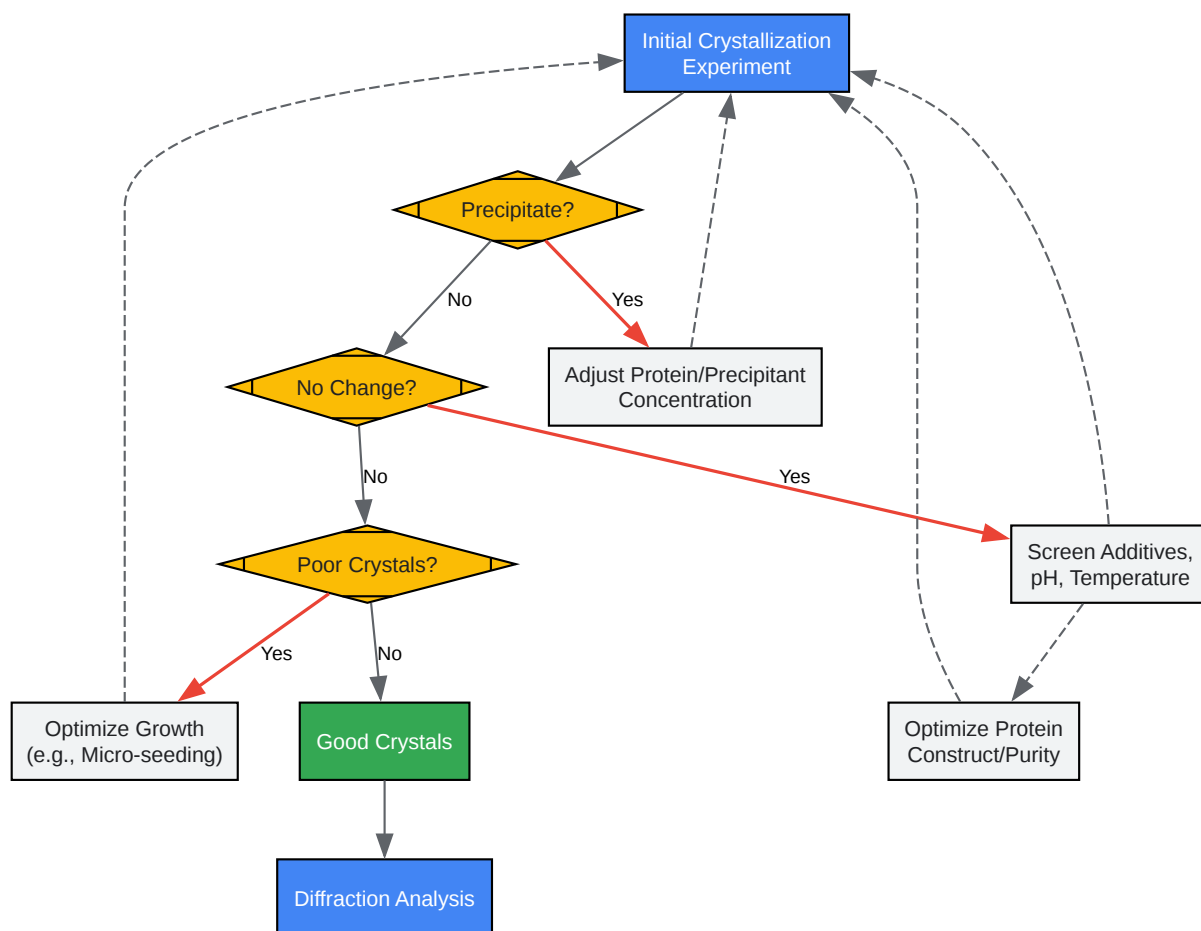 Initial Crystallization
Experiment
Precipitate?
No
Yes
Adjust Protein/Precipitant
Concentration
No Change?
No
Yes
Screen Additives,
pH, Temperature
Poor Crystals?
Yes
No
Optimize Growth
(e.g., Micro-seeding)
Good Crystals
Optimize Protein
Construct/Purity
Diffraction Analysis